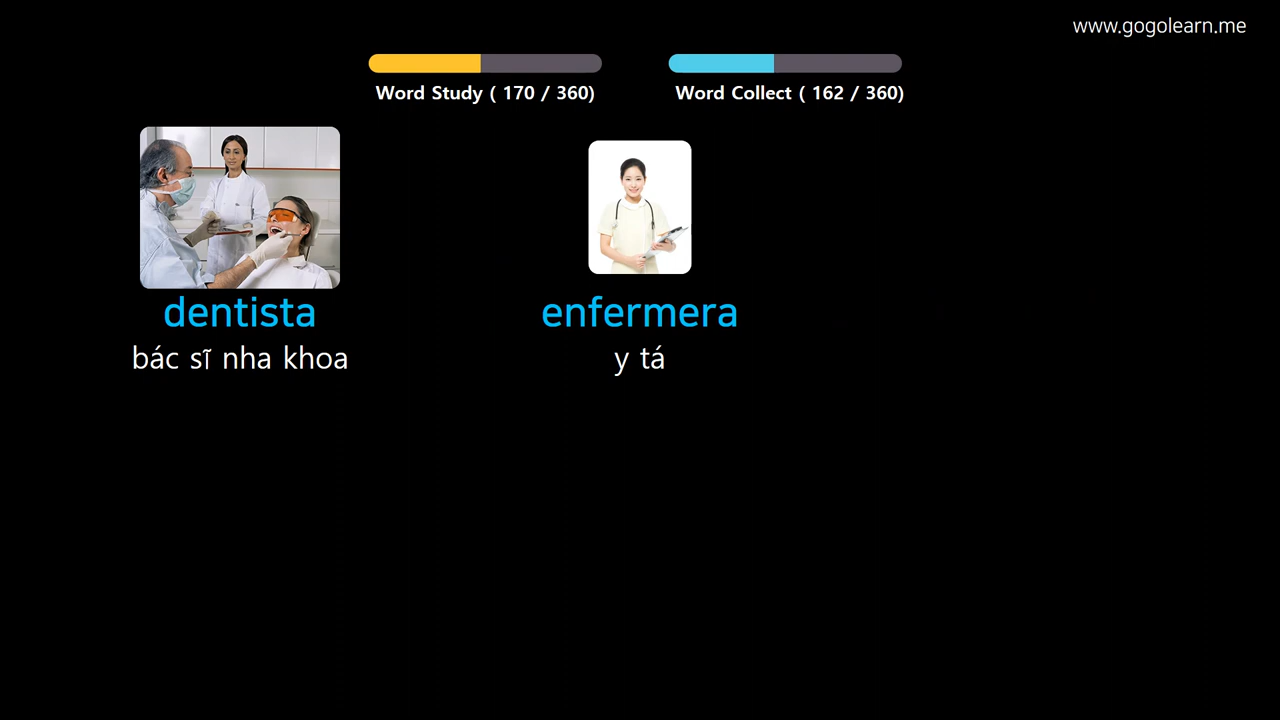 www.gogolearn.me
Word Study ( 170 / 360)
Word Collect ( 162 / 360)
dentista
enfermera
bác sĩ nha khoa
y tá